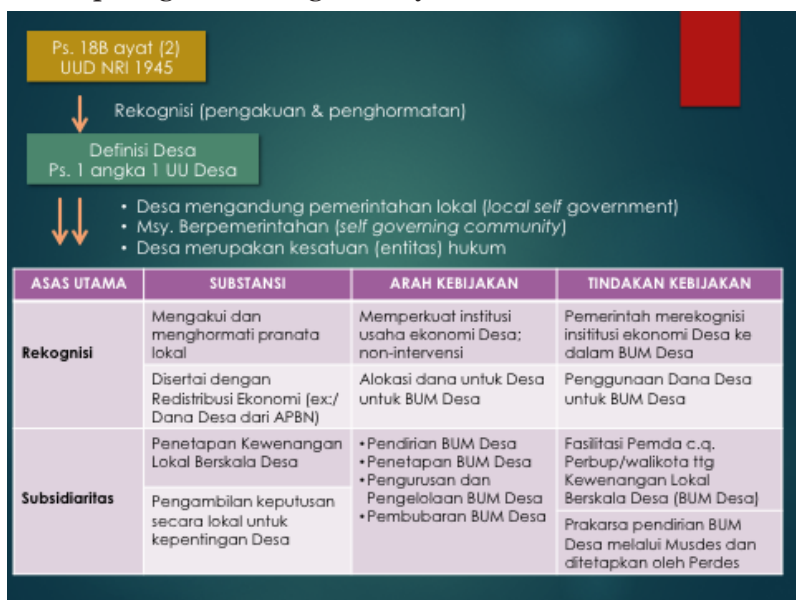 Ps. 18B ayat (2)
UUD NRI 1945
Rekognisi (pengakuan & penghormatan)
Definisi Desa
Ps. 1 angka 1 UU Desa
• Desa mengandung pemerintahan lokal (local self government)
• Msy. Berpemerintahan (self governing community)
• Desa merupakan kesatuan (entitas) hukum
ASAS UTAMA SUBSTANSI ARAH KEBIJAKAN TINDAKAN KEBIJAKAN
Rekognisi
Mengakui dan
menghormati pranata
lokal
Memperkuat institusi
usaha ekonomi Desa;
non-intervensi
Pemerintah merekognisi
insititusi ekonomi Desa ke
dalam BUM Desa
Disertai dengan
Redistribusi Ekonomi (ex:/
Dana Desa dari APBN)
Alokasi dana untuk Desa
untuk BUM Desa
Penggunaan Dana Desa
untuk BUM Desa
Subsidiaritas
Penetapan Kewenangan
Lokal Berskala Desa
Pengambilan keputusan
secara lokal untuk
kepentingan Desa
•Pendirian BUM Desa
•Penetapan BUM Desa
•Pengurusan dan
Pengelolaan BUM Desa
•Pembubaran BUM Desa
Fasilitasi Pemda c.q.
Perbup/walikota ttg
Kewenangan Lokal
Berskala Desa (BUM Desa)
Prakarsa pendirian BUM
Desa melalui Musdes dan
ditetapkan oleh Perdes